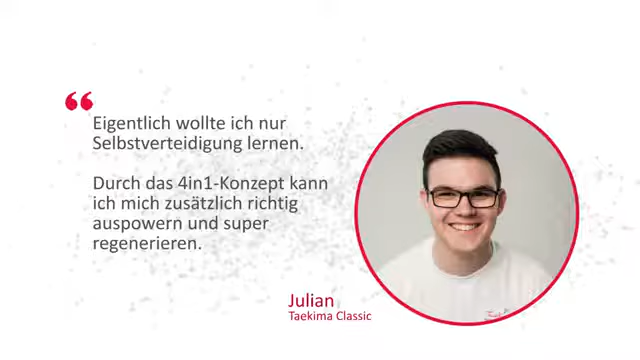 Eigentlich wollte ich nur
Selbstverteidigung lernen.
Durch das 4in1-Konzept kann
ich mich zusätzlich richtig
auspowern und super
regenerieren.
Julian
Taekima Classic